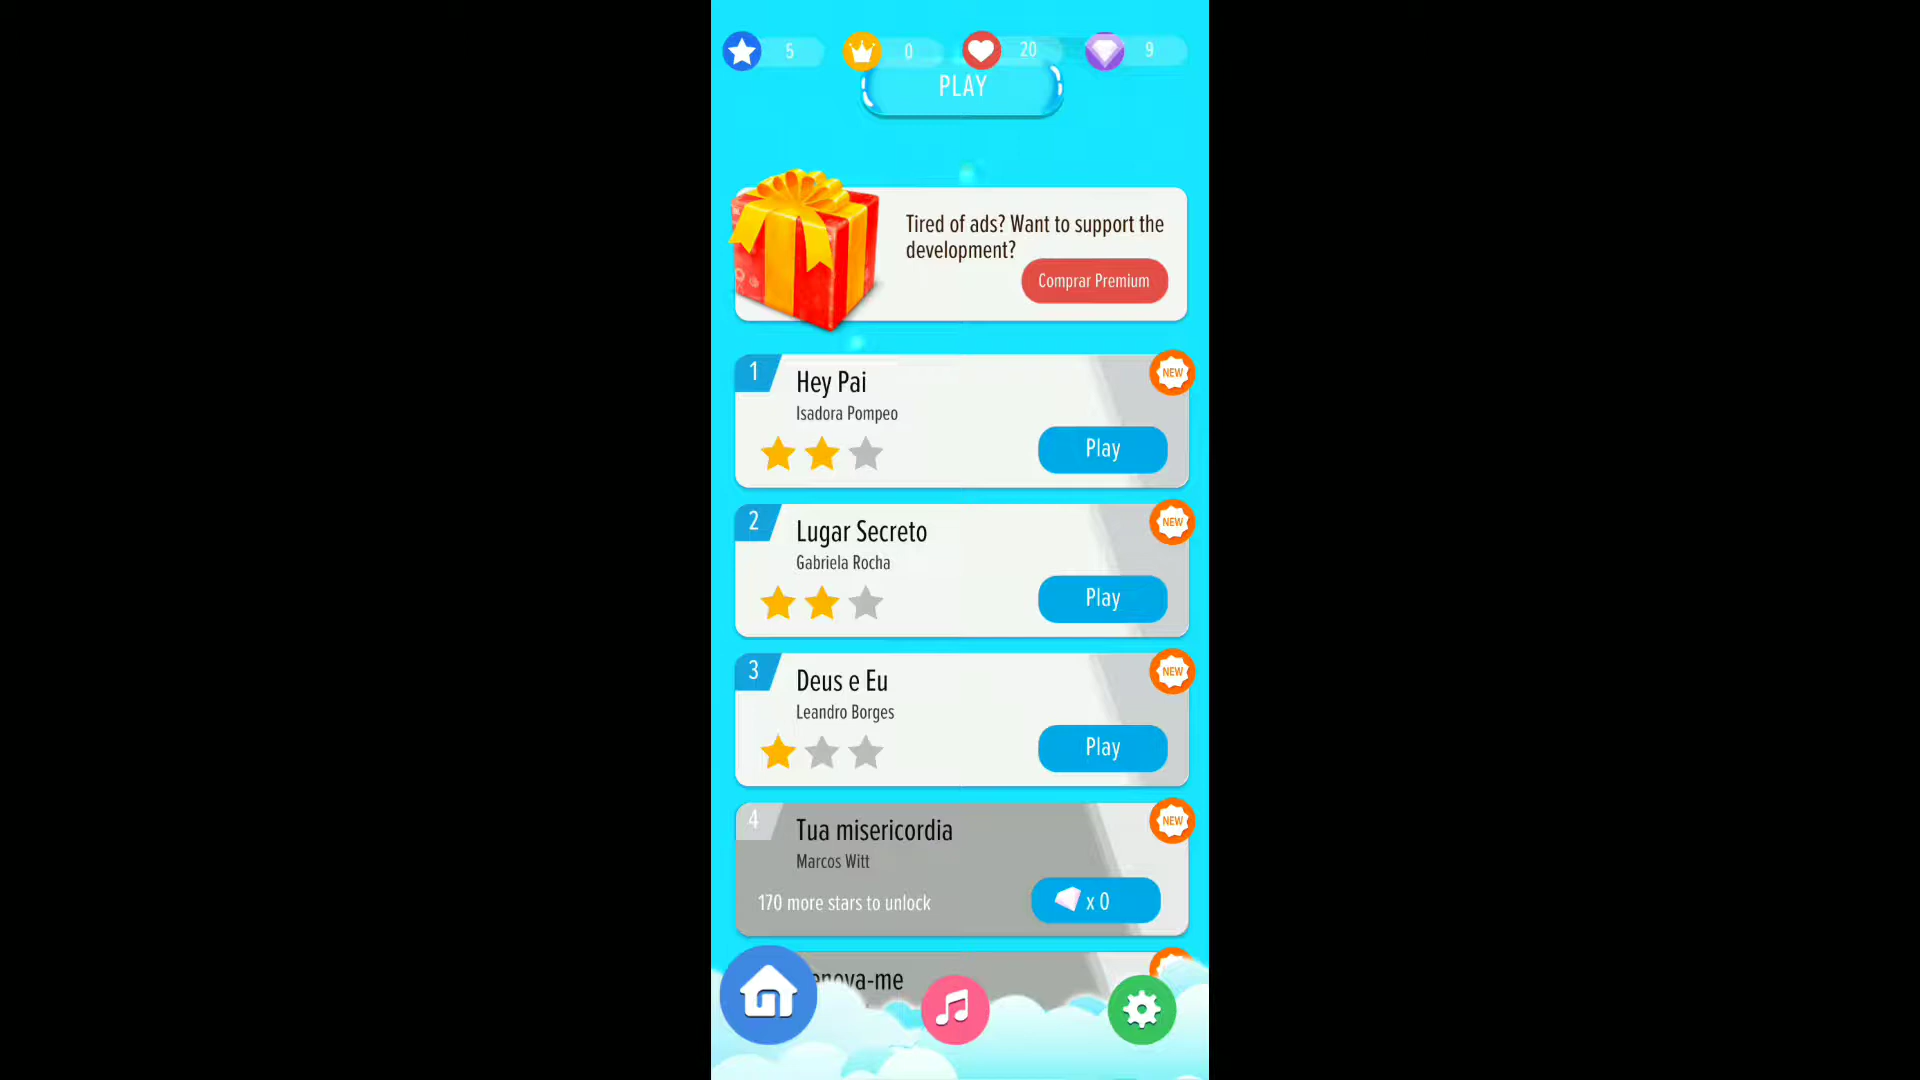 5 0 20 9
PLAY
Tired of ads? Want to support the
development?
Comprar Premium
1
NEW
Hey Pai
Isadora Pompeo
Play
2
NEW
Lugar Secreto
Gabriela Rocha
Play
3
NEW
Deus e Eu
Leandro Borges
Play
4
NEW
Tua misericordia
Marcos Witt
170 more stars to unlock
x 0